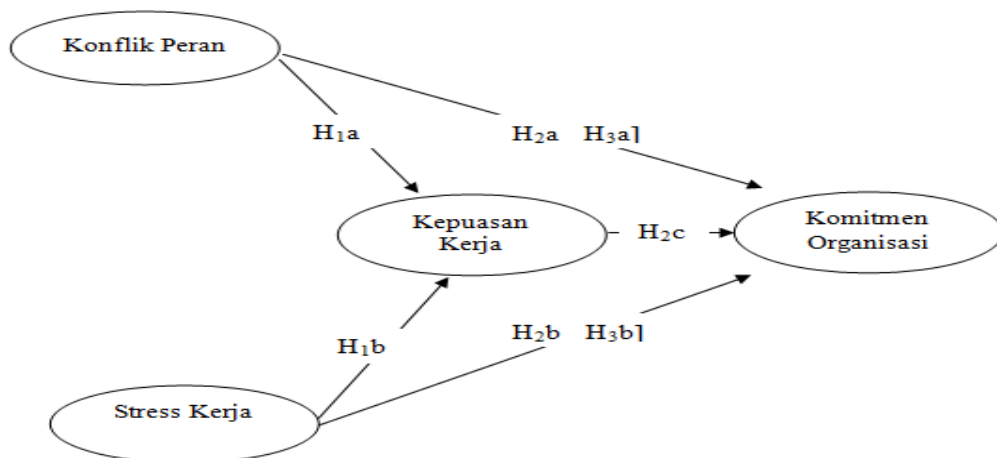 Konflik Peran
H₁a
H₂a H₃a⌉
Kepuasan
Kerja
H₂c
Komitmen
Organisasi
H₁b
H₂b H₃b⌉
Stress Kerja